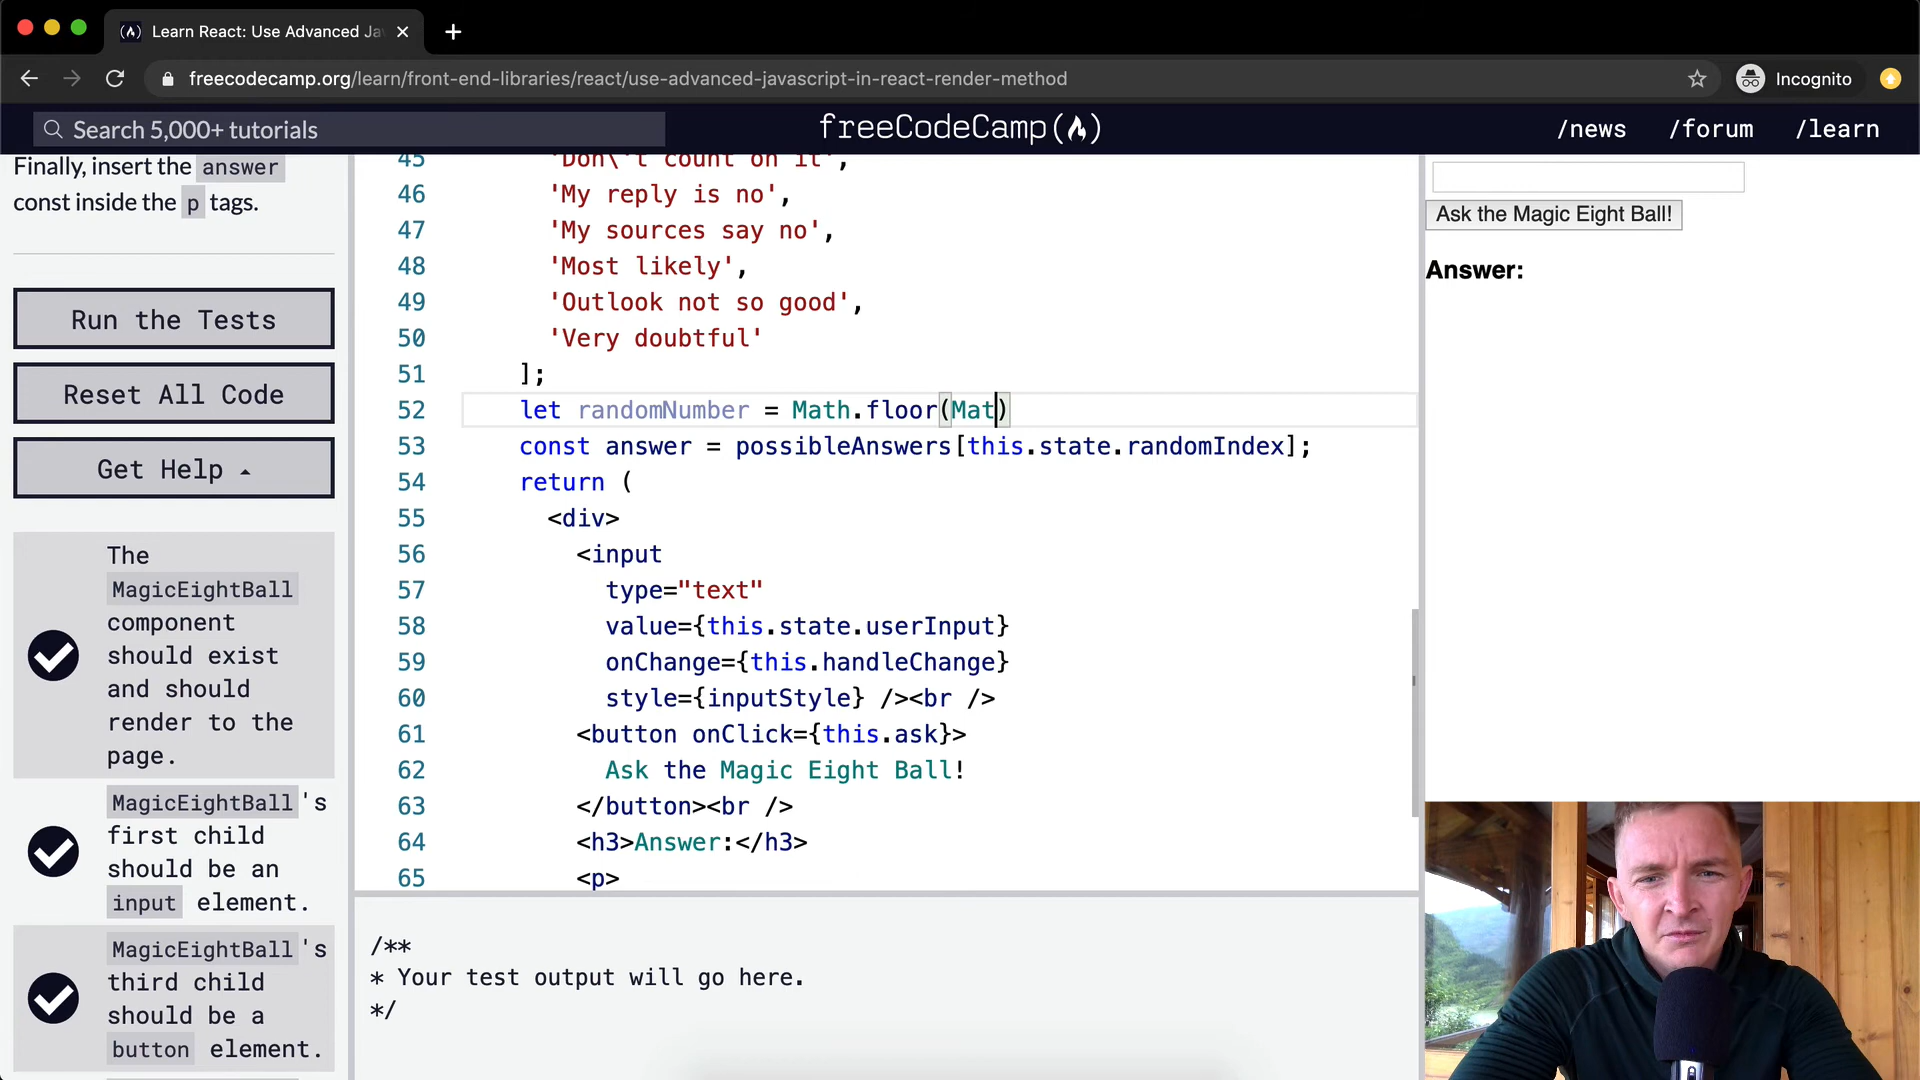 Learn React: Use Advanced Ja
freecodecamp.org/learn/front-end-libraries/react/use-advanced-javascript-in-react-render-method
Incognito
Search 5,000+ tutorials
freeCodeCamp
/news
/forum
/learn
Finally, insert the answer
const inside the p tags.
Run the Tests
Reset All Code
Get Help
The
MagicEightBall
component
should exist
and should
render to the
page.
MagicEightBall's
first child
should be an
input element.
MagicEightBall's
third child
should be a
button element.
45 'Don\'t count on it',
46 'My reply is no',
47 'My sources say no',
48 'Most likely',
49 'Outlook not so good',
50 'Very doubtful'
51 ];
52 let randomNumber = Math.floor(Mat)
53 const answer = possibleAnswers[this.state.randomIndex];
54 return (
55 <div>
56 <input
57 type="text"
58 value={this.state.userInput}
59 onChange={this.handleChange}
60 style={inputStyle} /><br />
61 <button onClick={this.ask}>
62 Ask the Magic Eight Ball!
63 </button><br />
64 <h3>Answer:</h3>
65 <p>
/**
* Your test output will go here.
*/
Ask the Magic Eight Ball!
Answer: